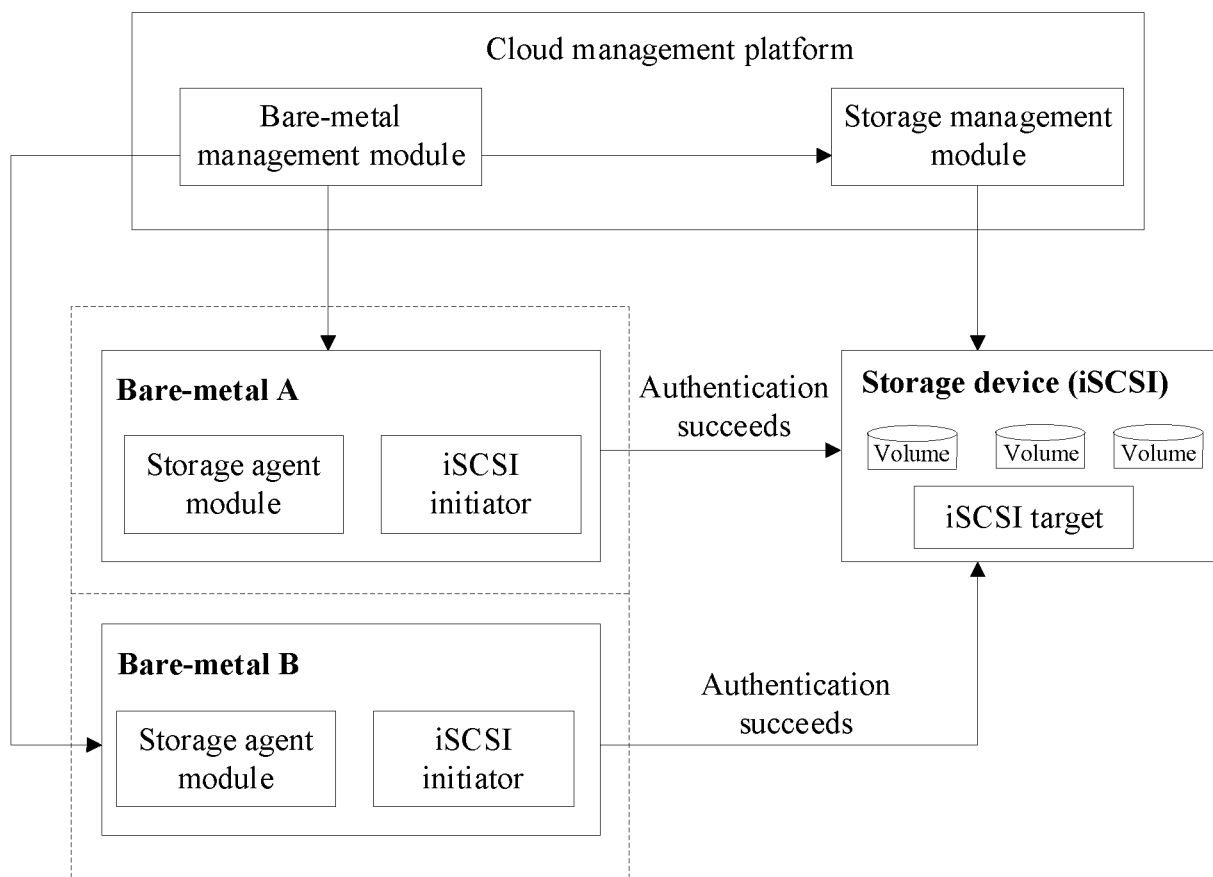 Cloud management platform
Bare-metal
management module
Storage management
module
Bare-metal A
Storage agent
module
iSCSI
initiator
Authentication
succeeds
Storage device (iSCSI)
Volume
Volume
Volume
iSCSI target
Bare-metal B
Storage agent
module
iSCSI
initiator
Authentication
succeeds